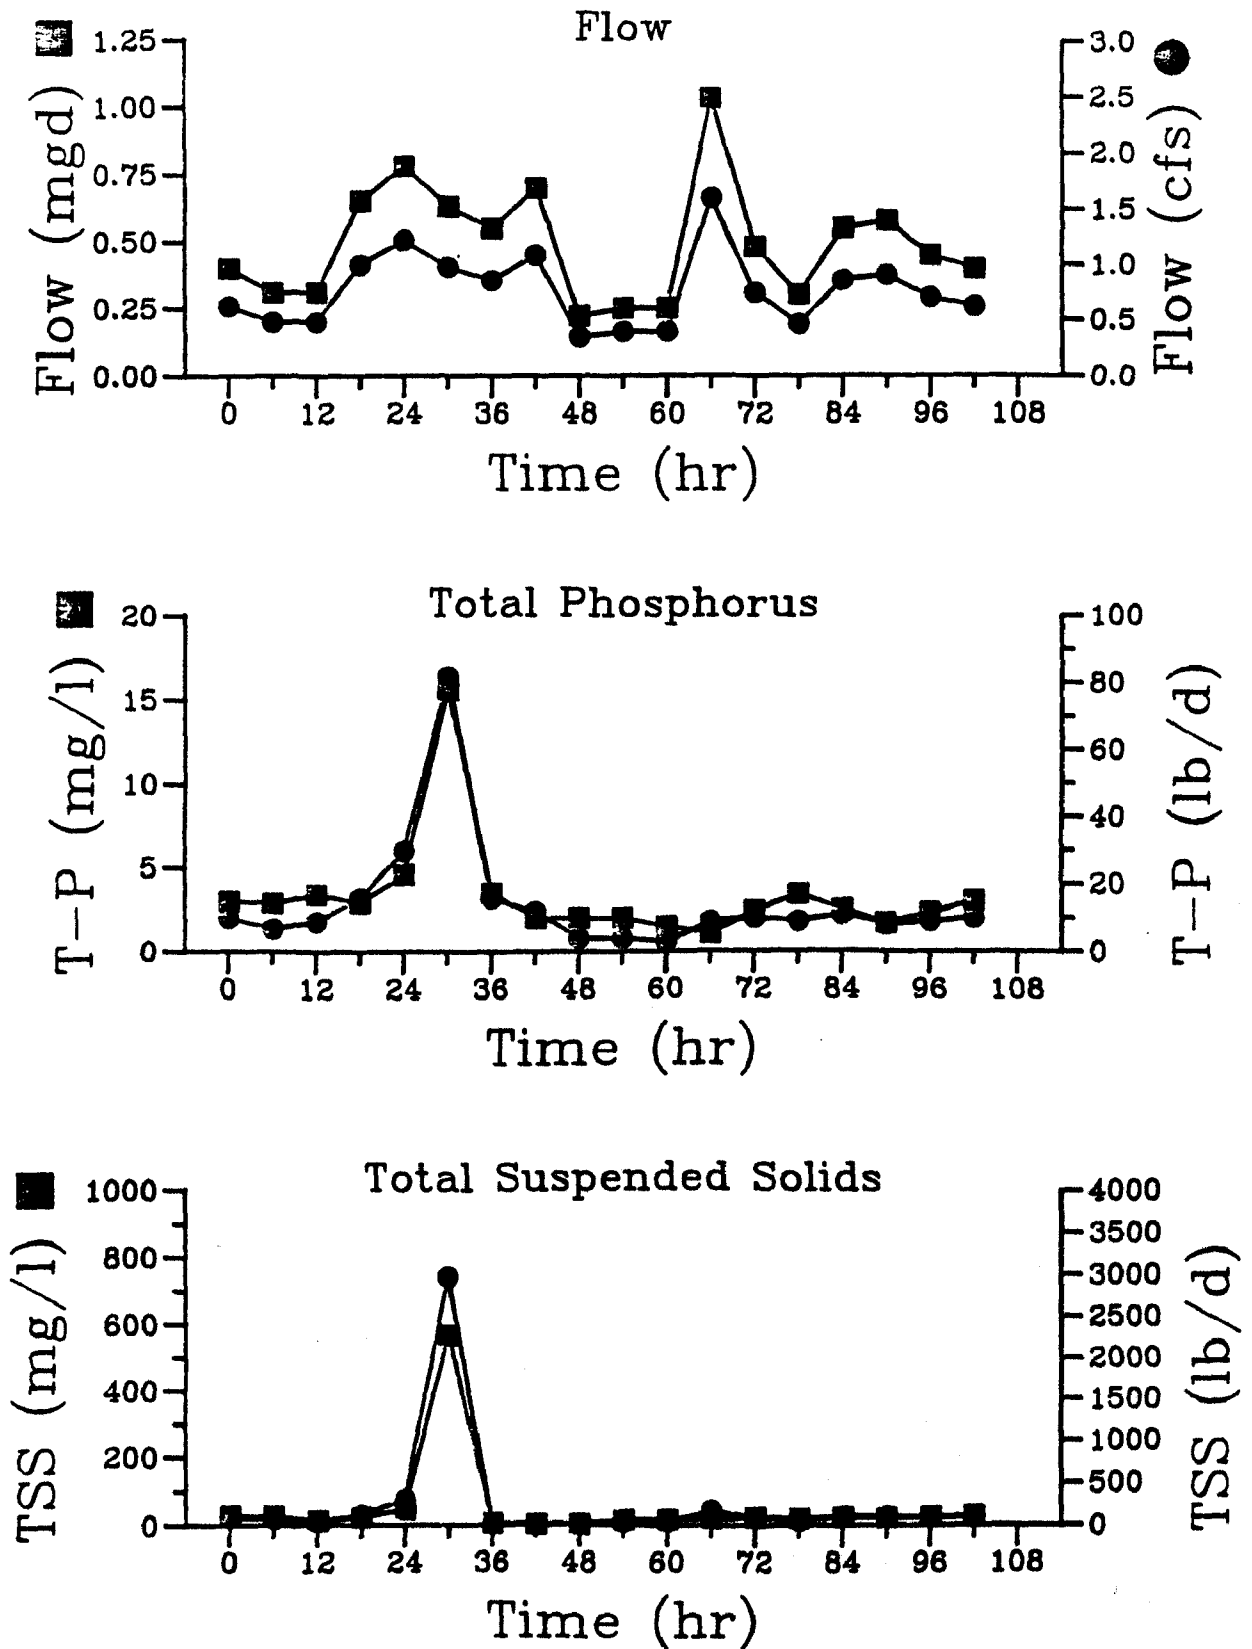 Flow
Flow (mgd)
1.25
1.00
0.75
0.50
0.25
0.00
3.0
2.5
2.0
1.5
1.0
0.5
0.0
Flow (cfs)
0 12 24 36 48 60 72 84 96 108
Time (hr)
Total Phosphorus
T-P (mg/l)
20
15
10
5
0
100
80
60
40
20
0
T-P (lb/d)
0 12 24 36 48 60 72 84 96 108
Time (hr)
Total Suspended Solids
TSS (mg/l)
1000
800
600
400
200
0
4000
3500
3000
2500
2000
1500
1000
500
0
TSS (lb/d)
0 12 24 36 48 60 72 84 96 108
Time (hr)